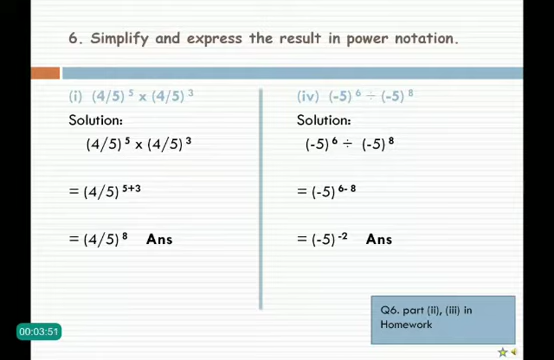 6. Simplify and express the result in power notation.
(i) (4/5) ⁵ x (4/5) ³
Solution:
(4/5) ⁵ x (4/5) ³
= (4/5) ⁵⁺³
= (4/5) ⁸ Ans
(iv) (-5) ⁶ ÷ (-5) ⁸
Solution:
(-5) ⁶ ÷ (-5) ⁸
= (-5) ⁶⁻ ⁸
= (-5) ⁻² Ans
Q6. part (ii), (iii) in
Homework
00:03:51